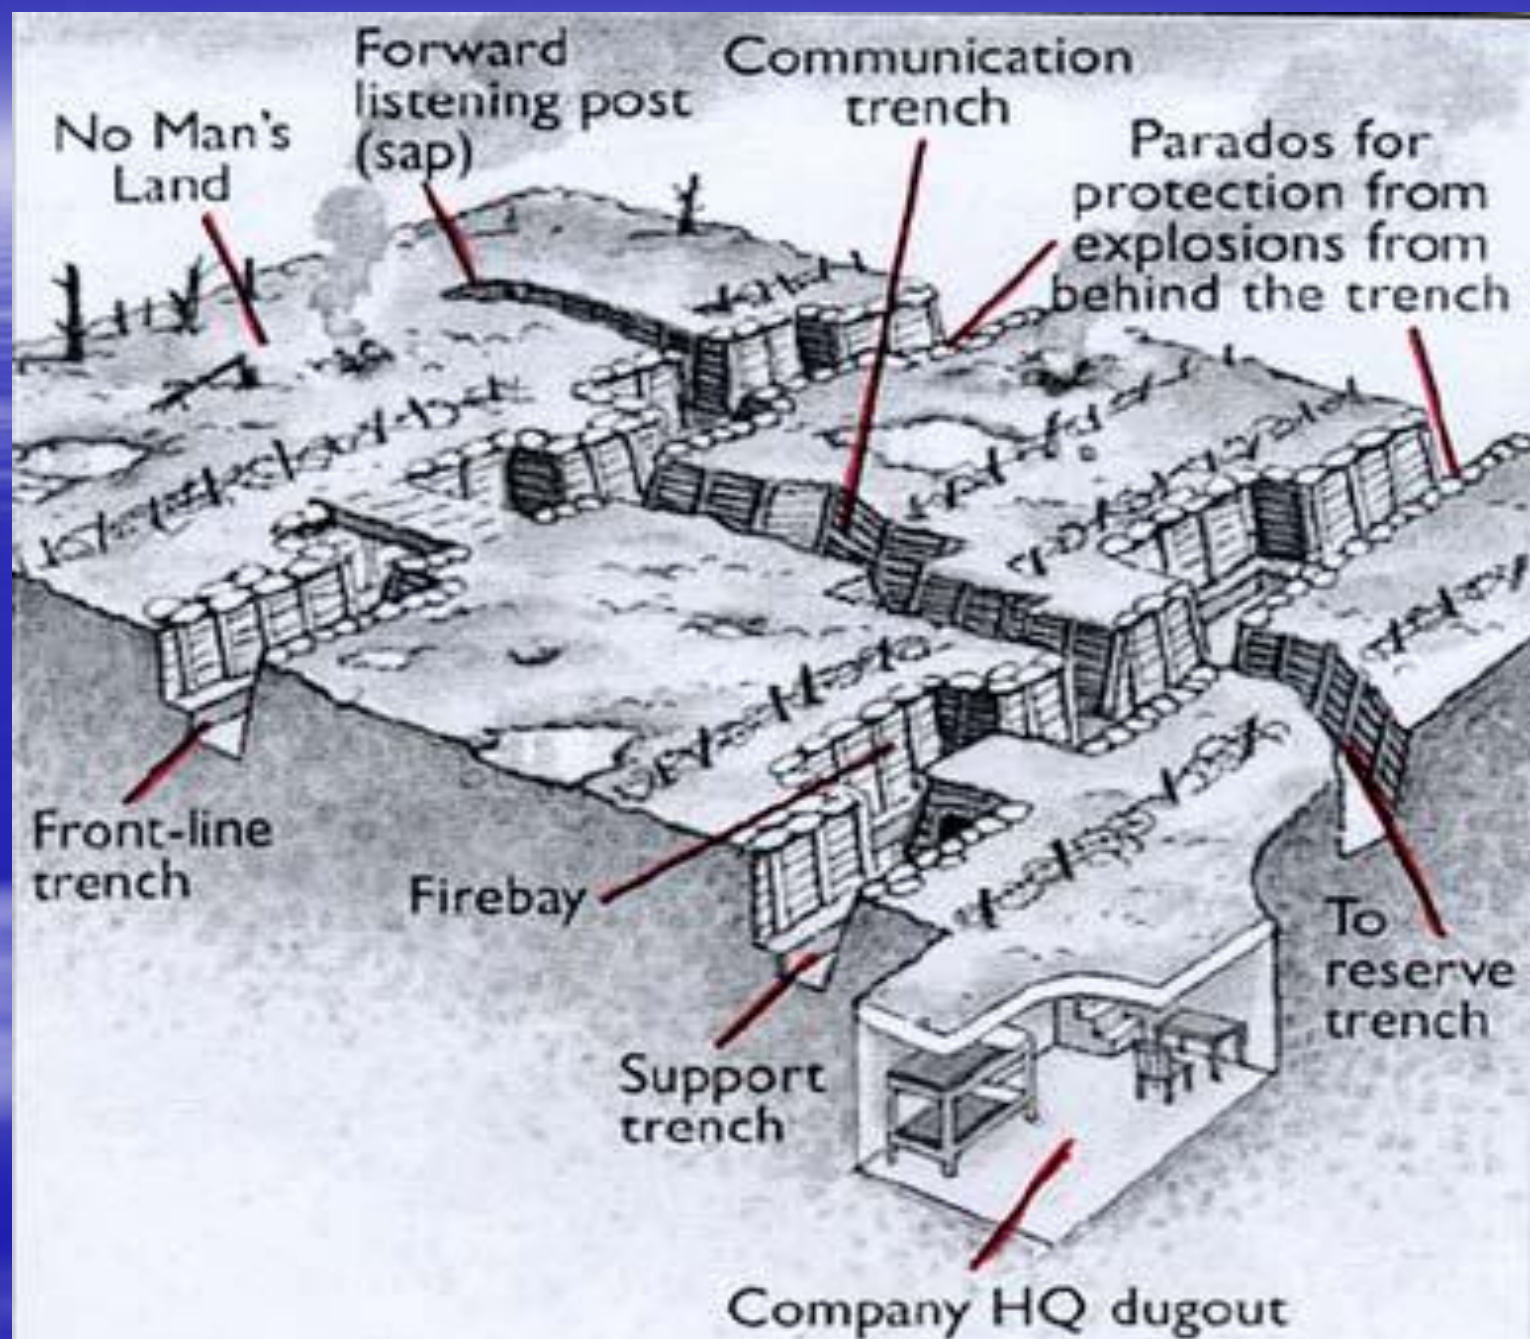 Forward
listening post
(sap)
Communication
trench
No Man's
Land
Parados for
protection from
explosions from
behind the trench
Front-line
trench
Firebay
To
reserve
trench
Support
trench
Company HQ dugout